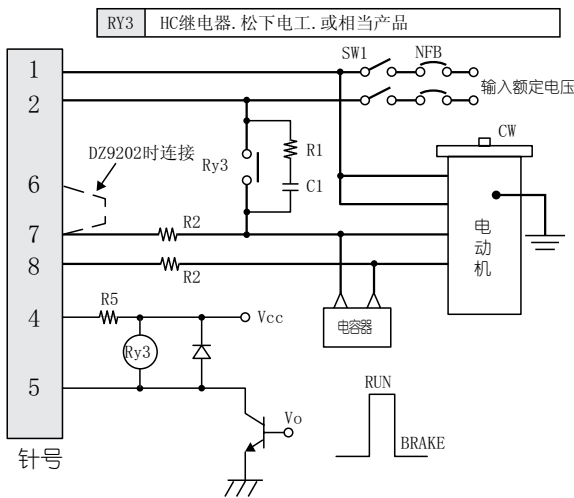 RY3 HC继电器.松下电工.或相当产品
1
SW1 NFB
2
输入额定电压
DZ9202时连接
Ry3
R1
C1
CW
6
7
R2
8
R2
电动机
电容器
4
R5
Vcc
Ry3
5
Vo
RUN
BRAKE
针号